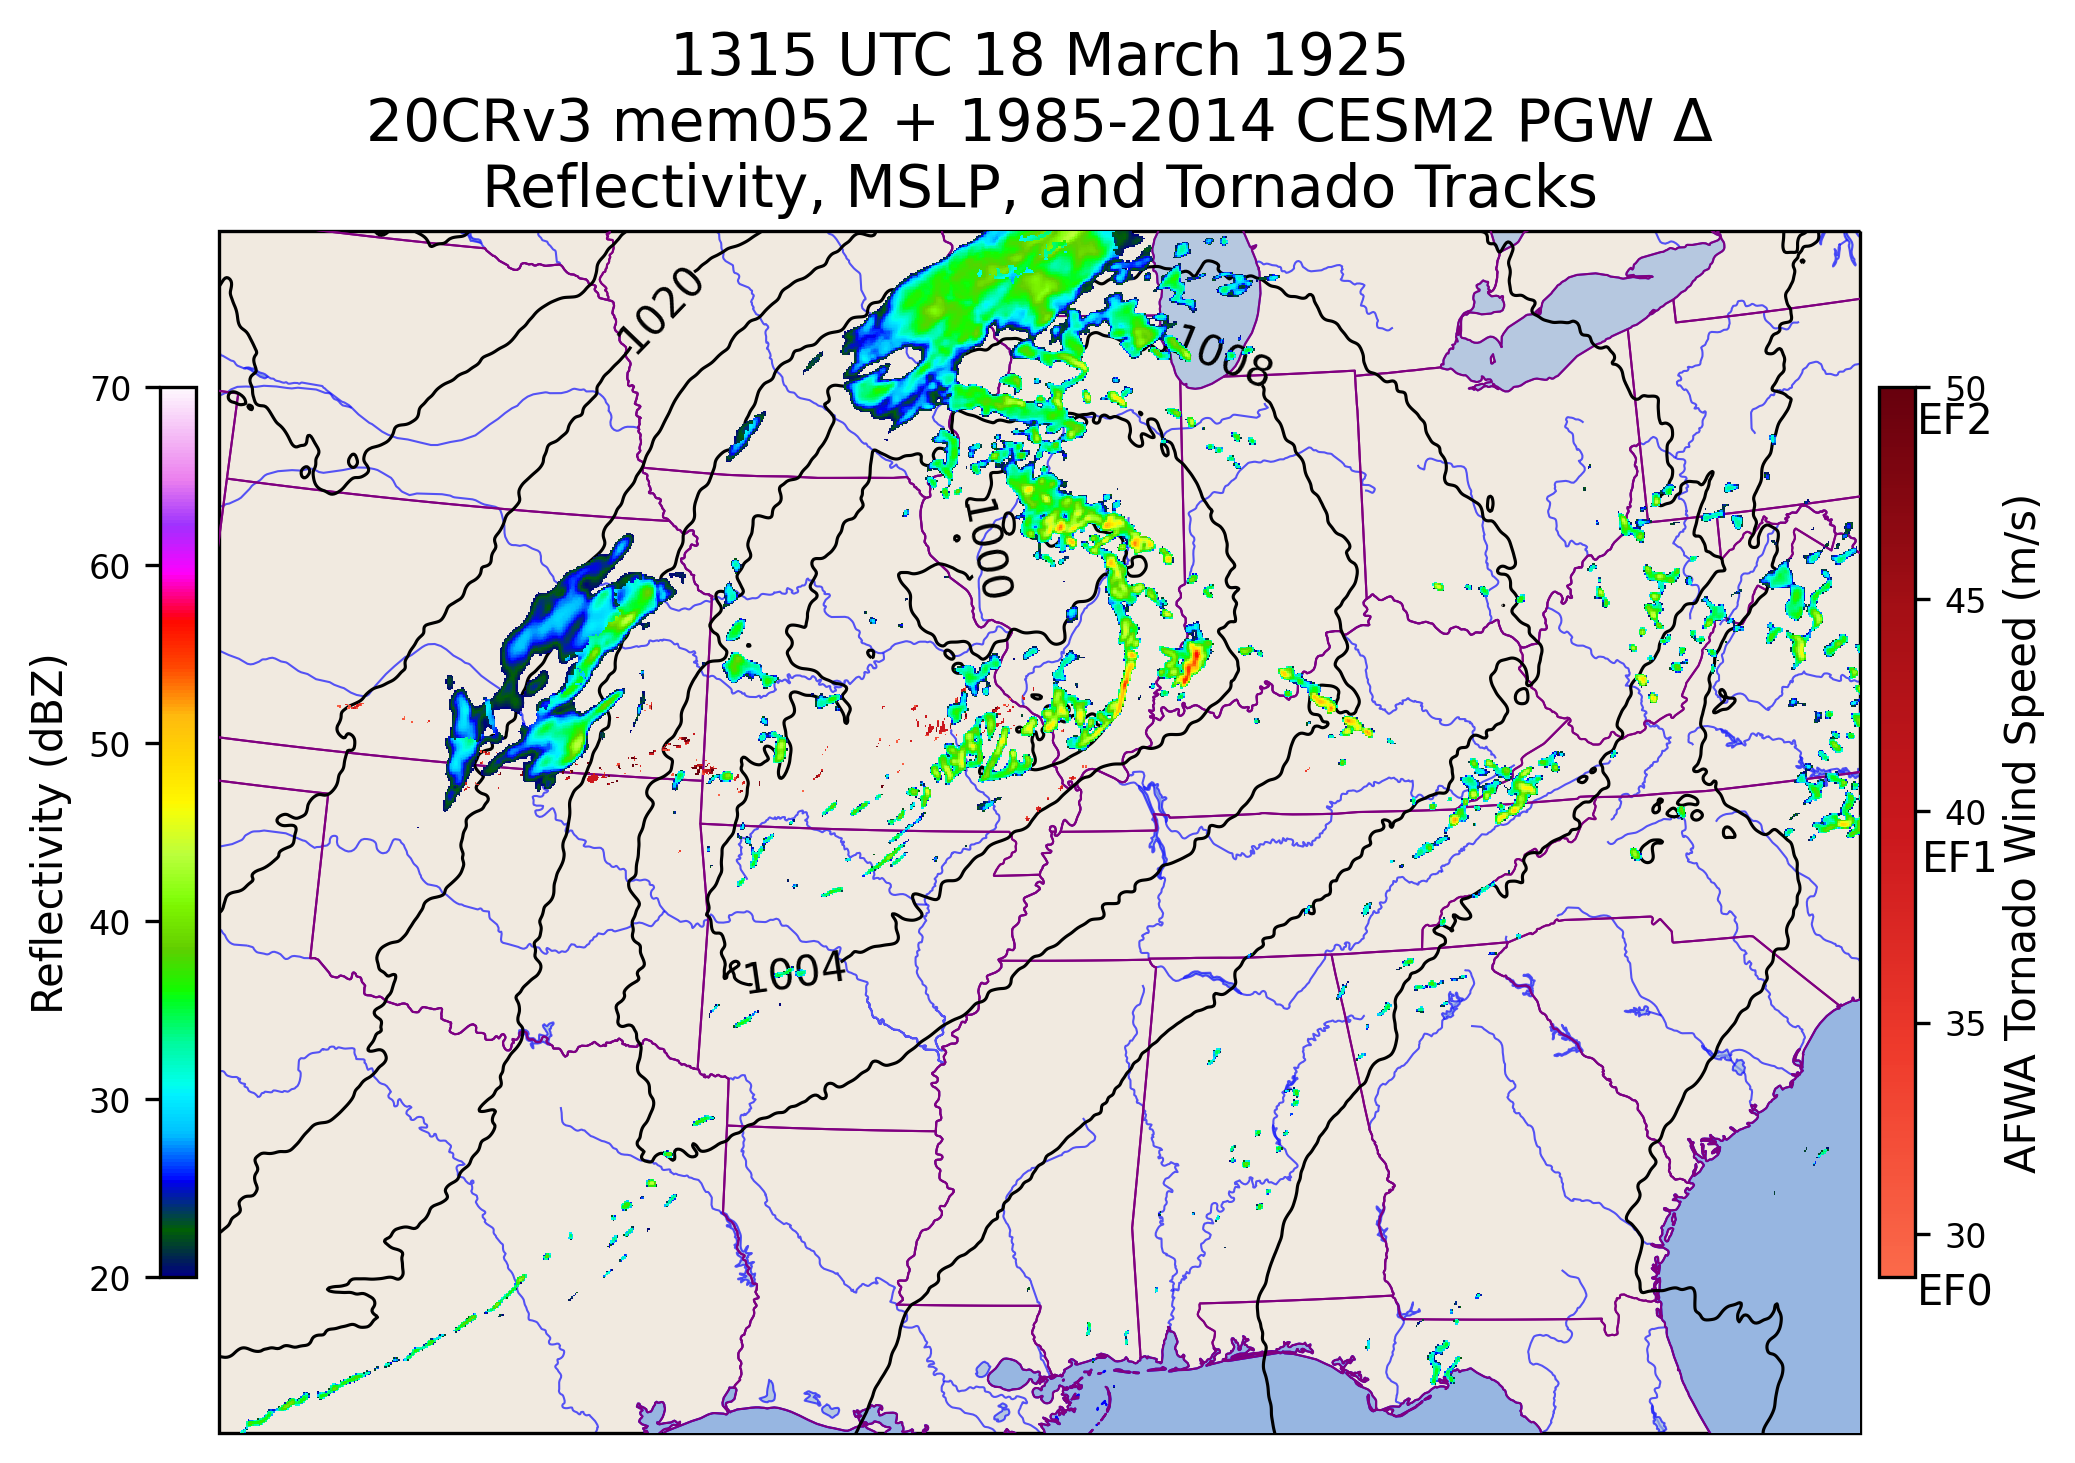 1315 UTC 18 March 1925
20CRv3 mem052 + 1985-2014 CESM2 PGW Δ
Reflectivity, MSLP, and Tornado Tracks
1020
1008
1000
1004
Reflectivity (dBZ)
70
60
50
40
30
20
50
EF2
45
40
EF1
35
30
EF0
AFWA Tornado Wind Speed (m/s)